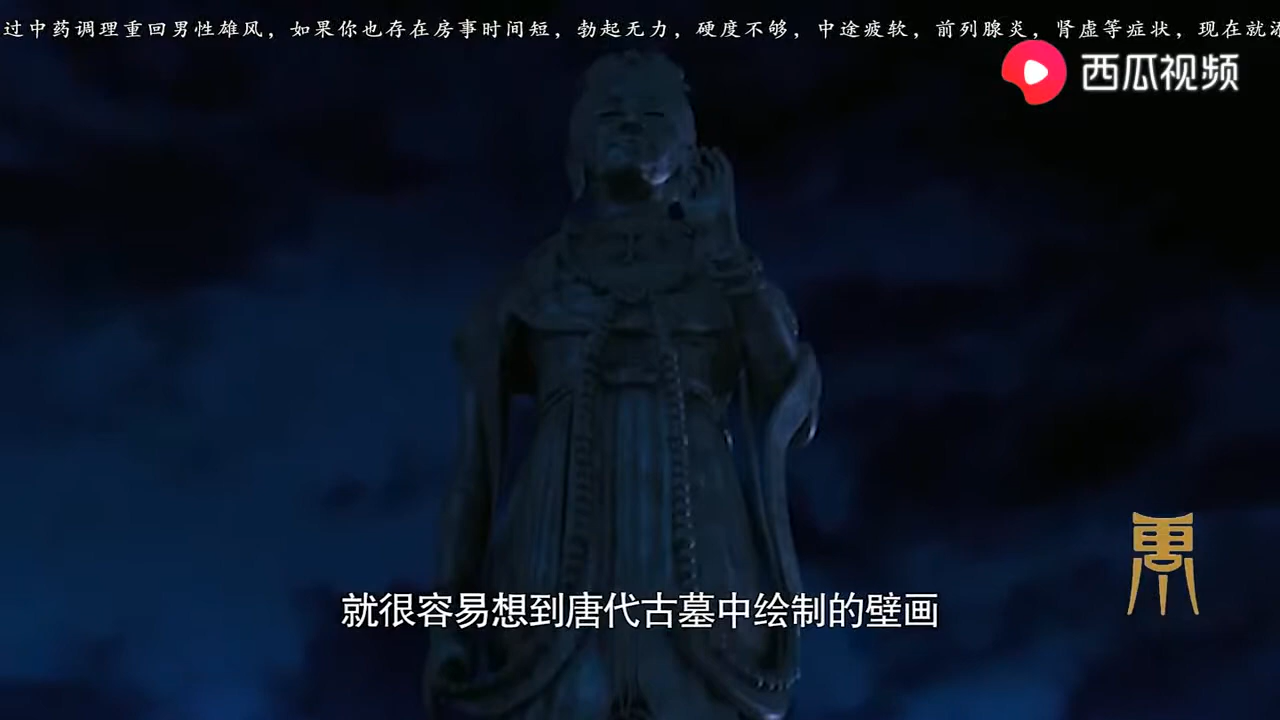 过中药调理重回男性雄风，如果你也存在房事时间短，勃起无力，硬度不够，中途疲软，前列腺炎，肾虚等症状，现在就
西瓜视频
就很容易想到唐代古墓中绘制的壁画